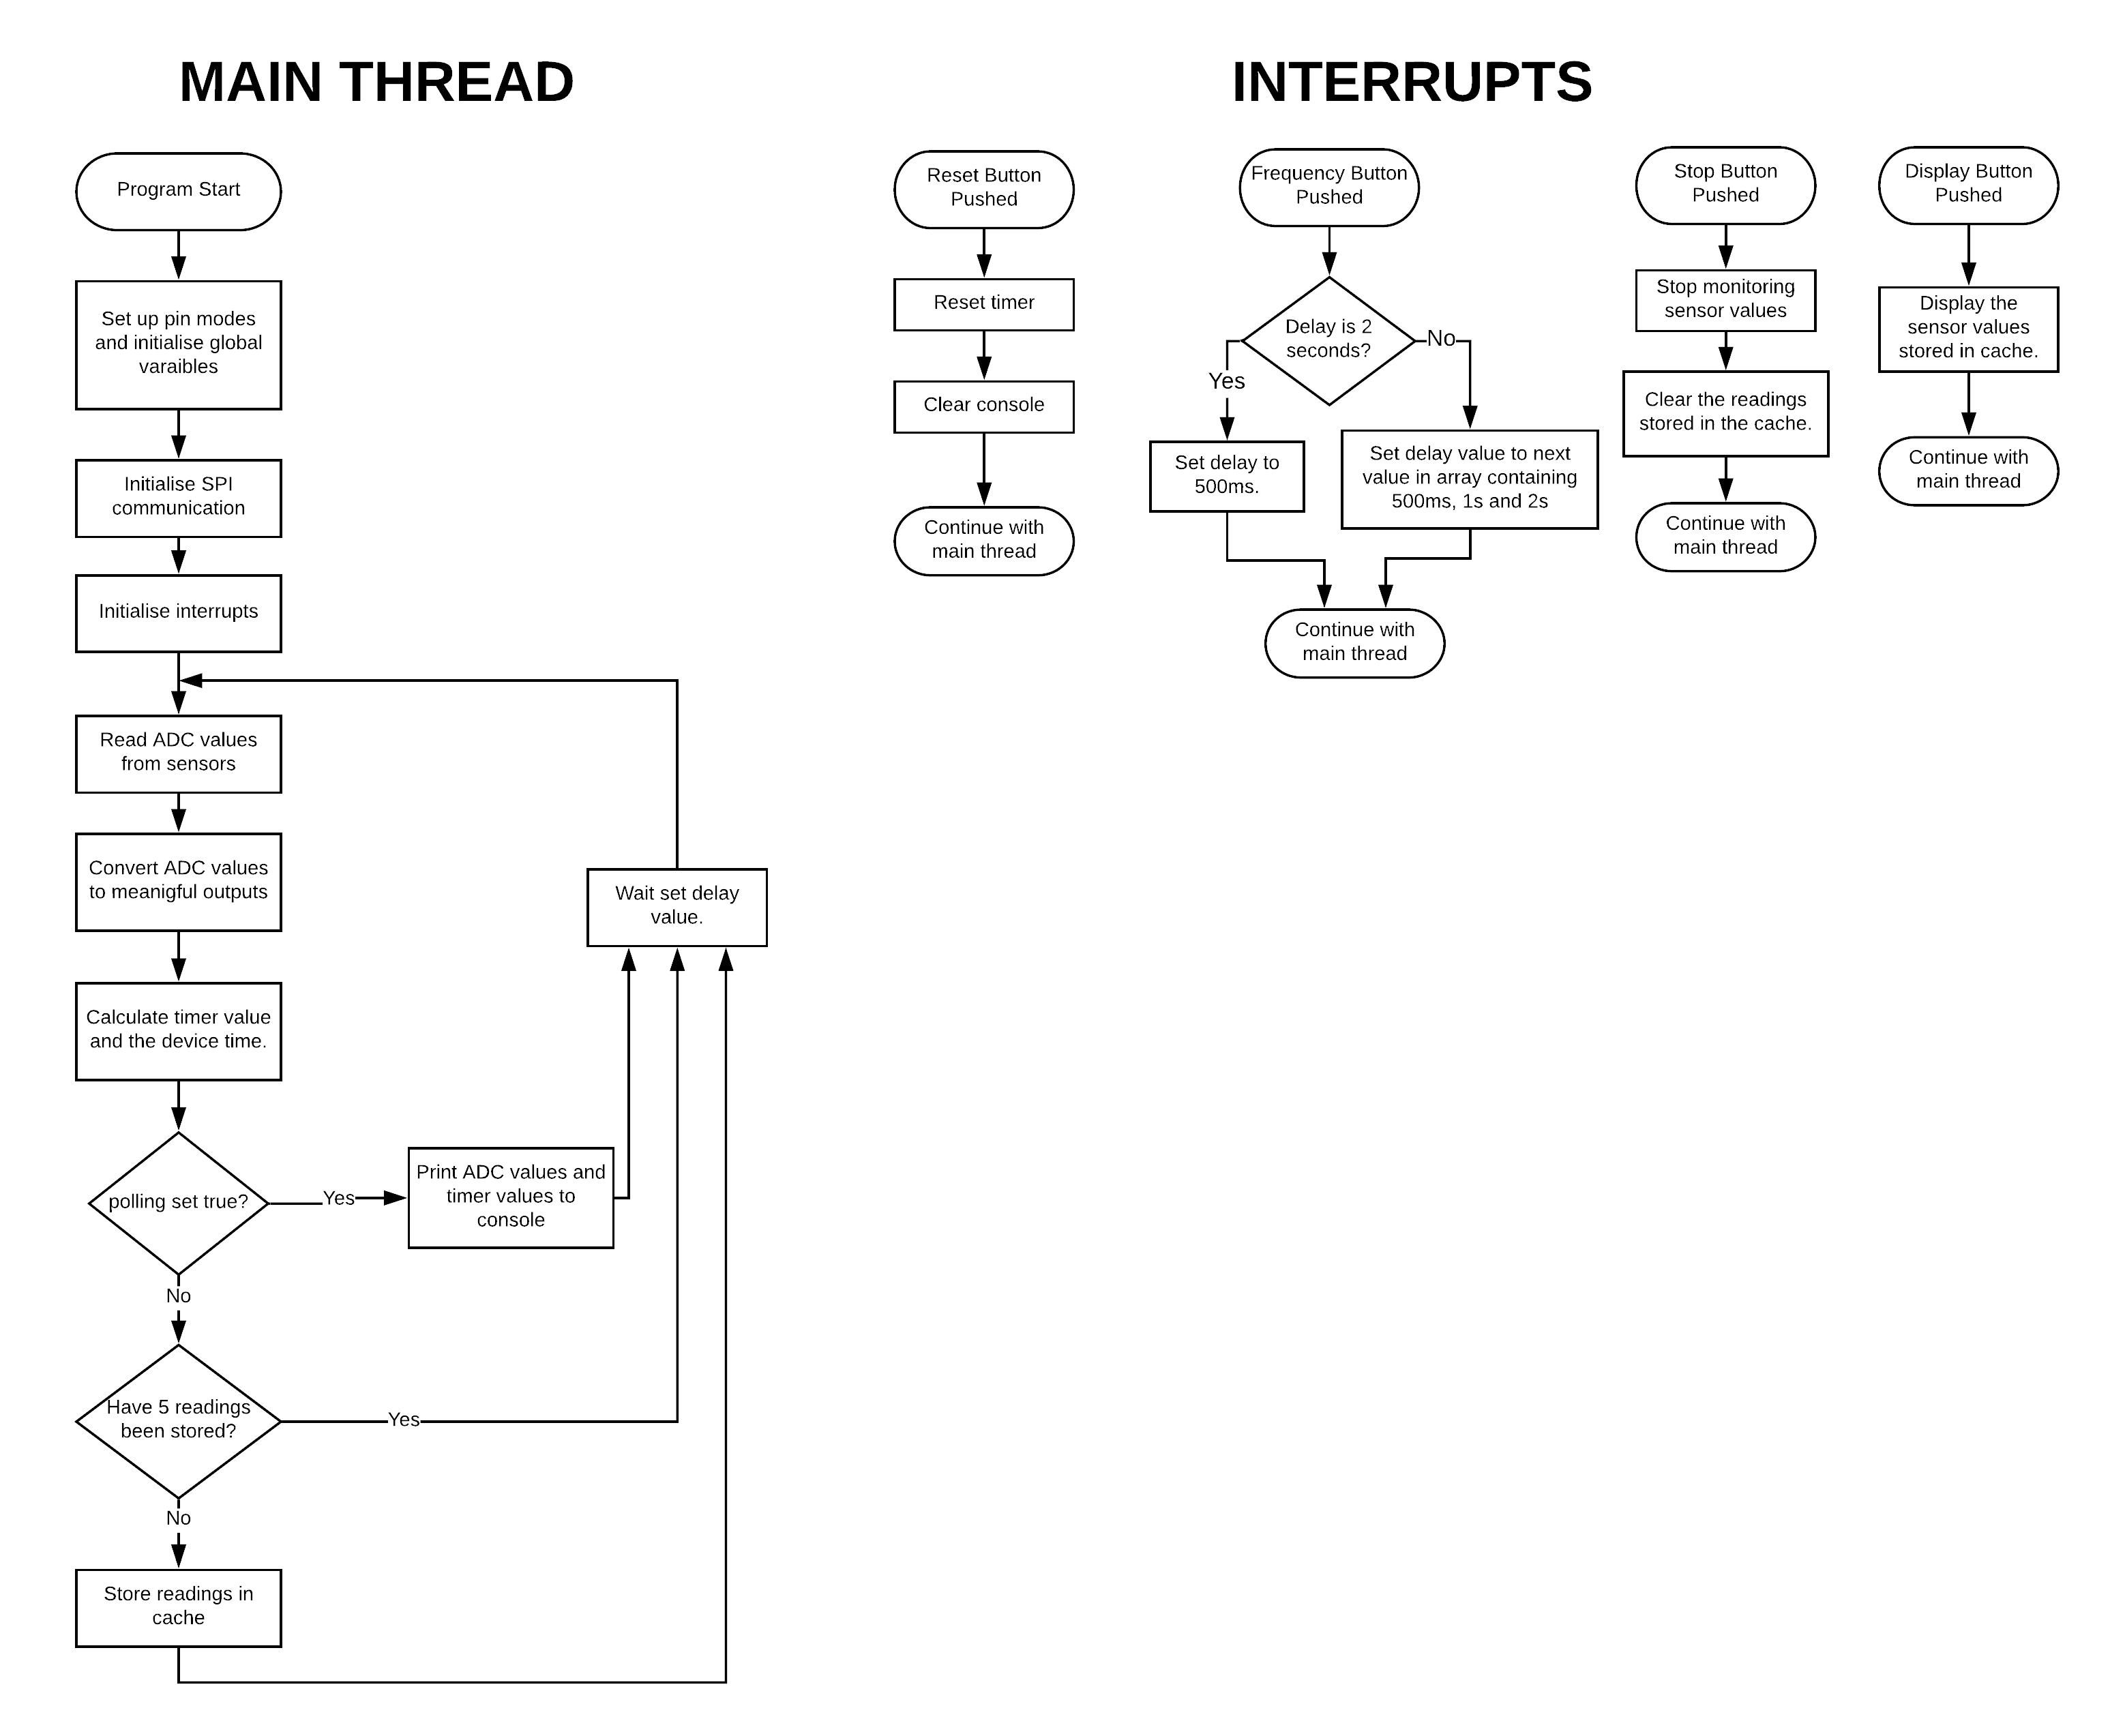 MAIN THREAD
Program Start
Set up pin modes
and initialise global
varaibles
Initialise SPI
communication
Initialise interrupts
Read ADC values
from sensors
Convert ADC values
to meanigful outputs
Calculate timer value
and the device time.
polling set true?
Yes
Print ADC values and
timer values to
console
No
Have 5 readings
been stored?
Yes
No
Store readings in
cache
Wait set delay
value.
INTERRUPTS
Reset Button
Pushed
Reset timer
Clear console
Continue with
main thread
Frequency Button
Pushed
Delay is 2
seconds?
Yes
No
Set delay to
500ms.
Set delay value to next
value in array containing
500ms, 1s and 2s
Continue with
main thread
Stop Button
Pushed
Stop monitoring
sensor values
Clear the readings
stored in the cache.
Continue with
main thread
Display Button
Pushed
Display the
sensor values
stored in cache.
Continue with
main thread